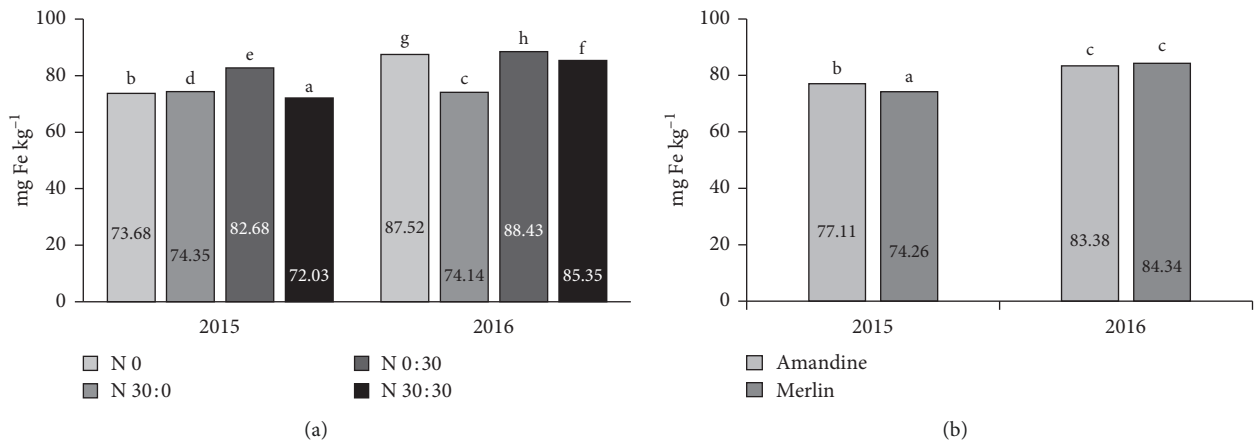 mg Fe kg⁻¹
100
80
60
40
20
0
b
d
e
a
g
c
h
f
73.68
74.35
82.68
72.03
87.52
74.14
88.43
85.35
2015
2016
N 0
N 0:30
N 30:0
N 30:30
(a)
mg Fe kg⁻¹
100
80
60
40
20
0
b
a
c
c
77.11
74.26
83.38
84.34
2015
2016
Amandine
Merlin
(b)